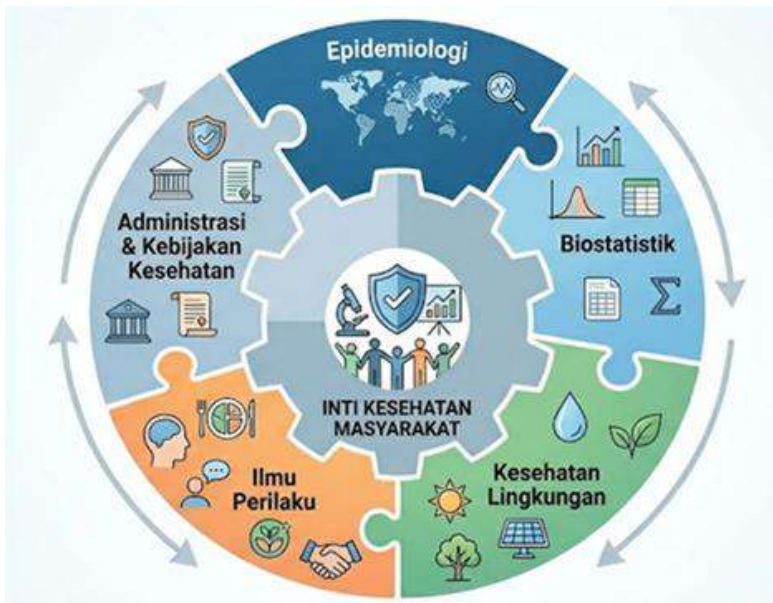 Epidemiologi
Biostatistik
Kesehatan
Lingkungan
Ilmu
Perilaku
Administrasi
& Kebijakan
Kesehatan
INTI KESEHATAN
MASYARAKAT